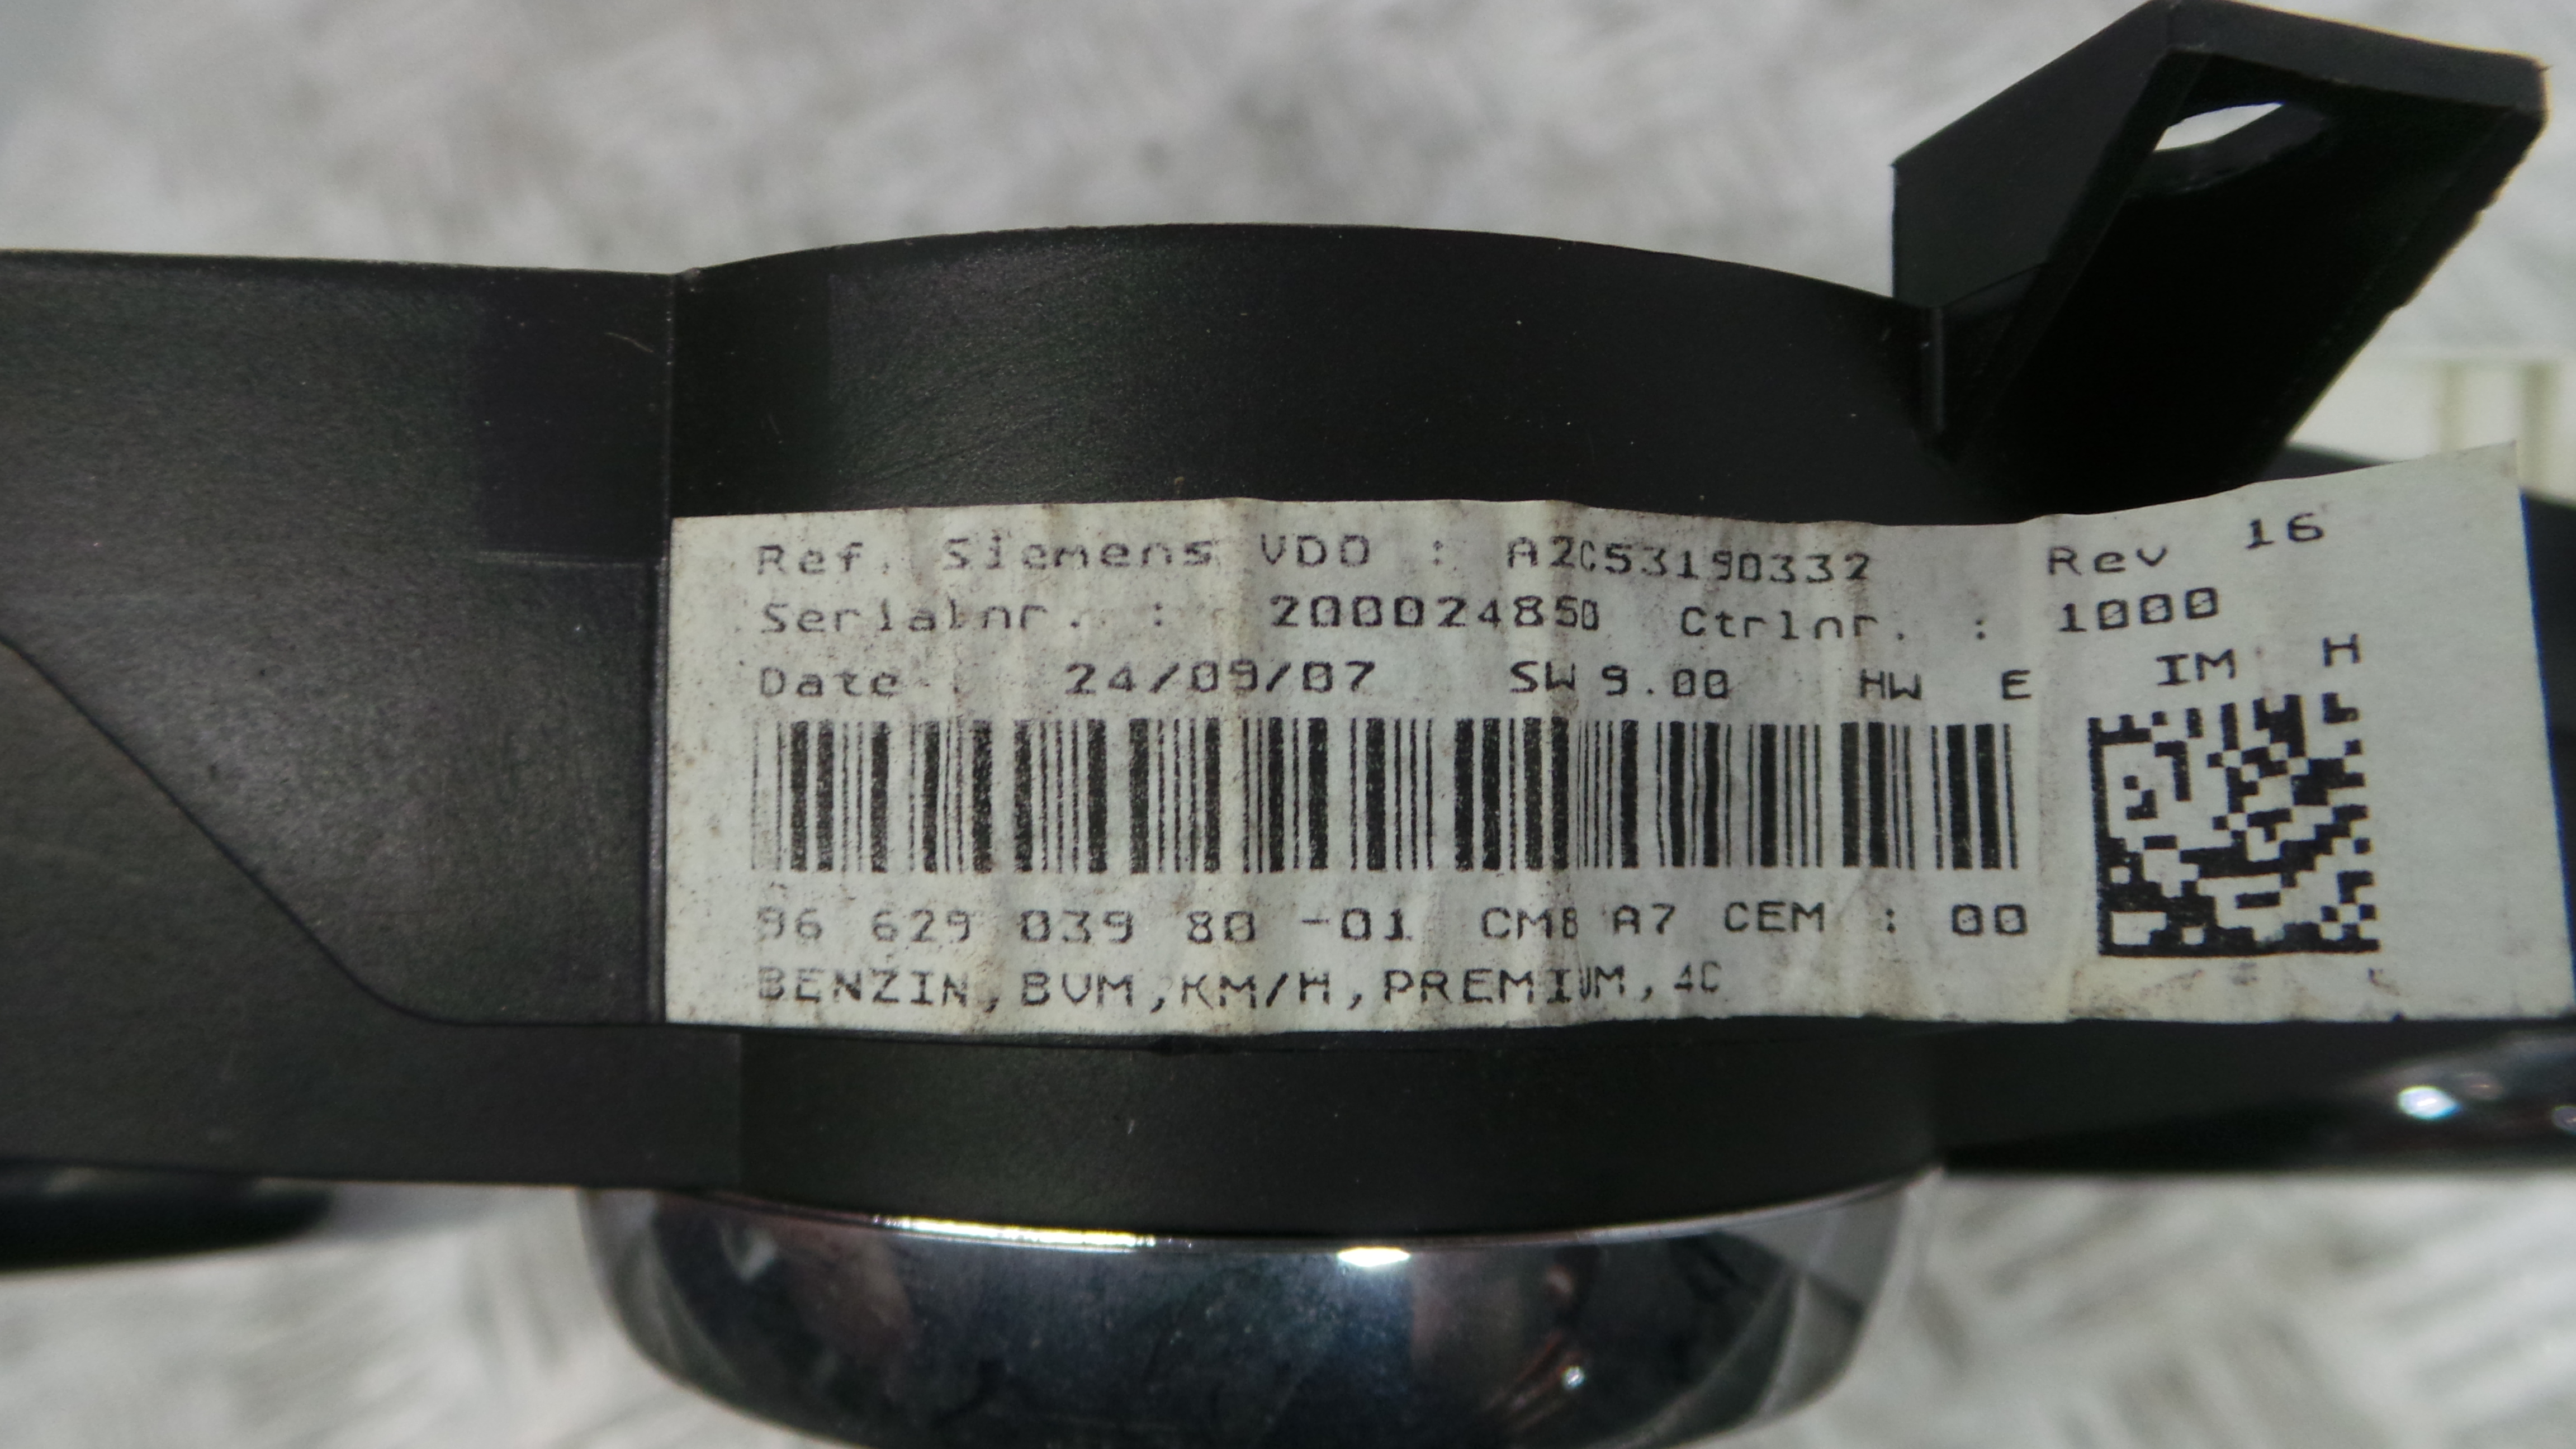 Ref. Siemens VDO : A2C53190332 Rev 16
Serialnr. : 200024850 Ctrlnr. : 1000
Date : 24/09/07 SW 9.00 HW E IM H
96 629 039 80 -01 CMB A7 CEM : 00
BENZIN,BVM,KM/H,PREMIUM,4C